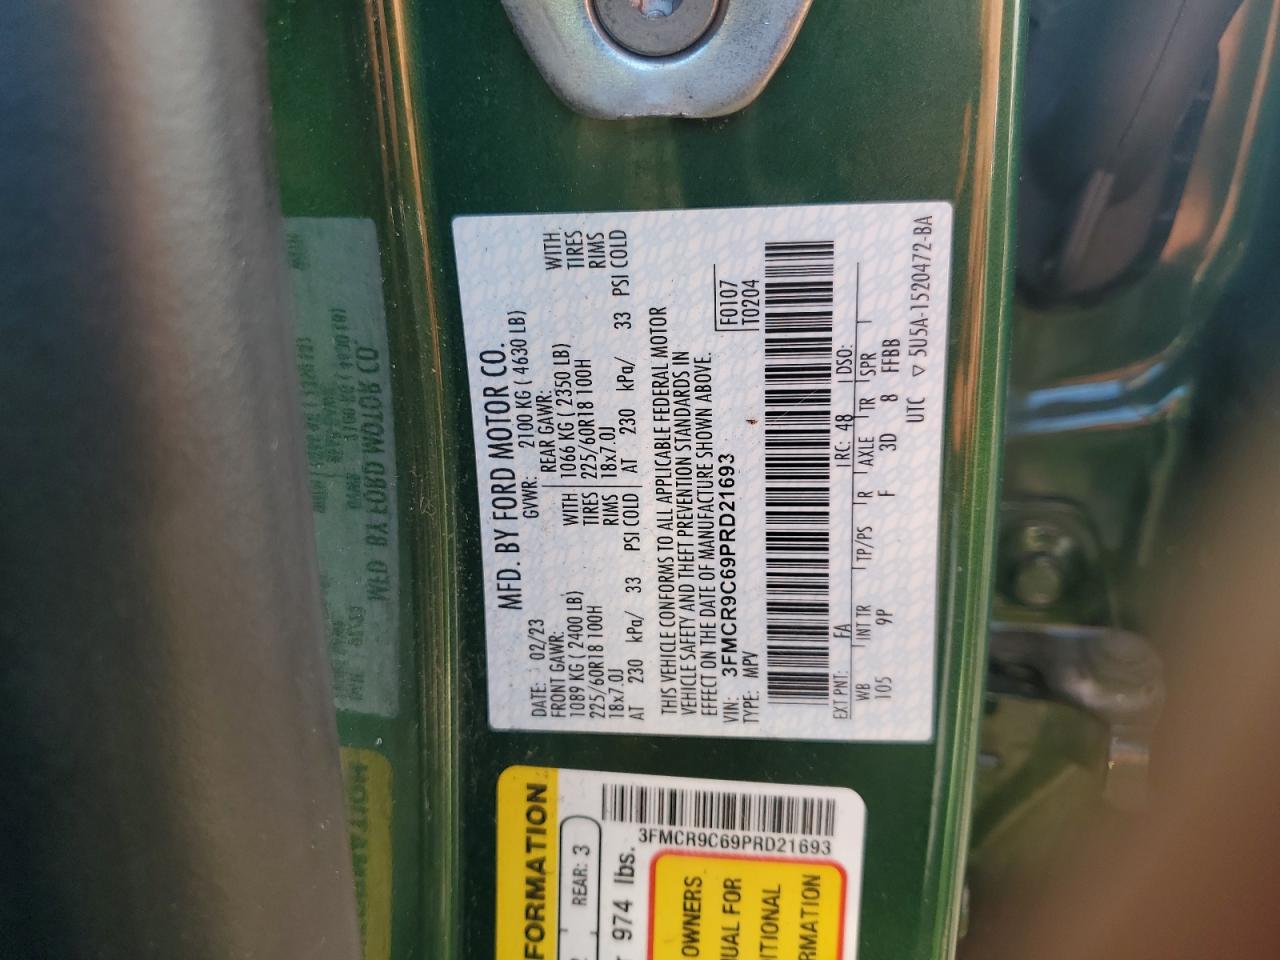 MFD. BY FORD MOTOR CO.
DATE: 02/23 GVWR: 2100 KG ( 4630 LB)
FRONT GAWR: REAR GAWR:
1089 KG ( 2400 LB) WITH 1066 KG ( 2350 LB) WITH
225/60R18 100H TIRES 225/60R18 100H TIRES
18x7.0J RIMS 18x7.0J RIMS
AT 230 kPa/ 33 PSI COLD AT 230 kPa/ 33 PSI COLD
THIS VEHICLE CONFORMS TO ALL APPLICABLE FEDERAL MOTOR
VEHICLE SAFETY AND THEFT PREVENTION STANDARDS IN
EFFECT ON THE DATE OF MANUFACTURE SHOWN ABOVE.
VIN: 3FMCR9C69PRD21693 F0107
TYPE: MPV T0204
EXT PNT: FA RC: 48 DSO:
WB INT TR TP/PS R AXLE TR SPR
105 9P F 3D 8 FFBB
UTC ▽ 5U5A-1520472-BA
FORMATION
REAR: 3
974 lbs.
3FMCR9C69PRD21693
OWNERS
UAL FOR
ITIONAL
RMATION